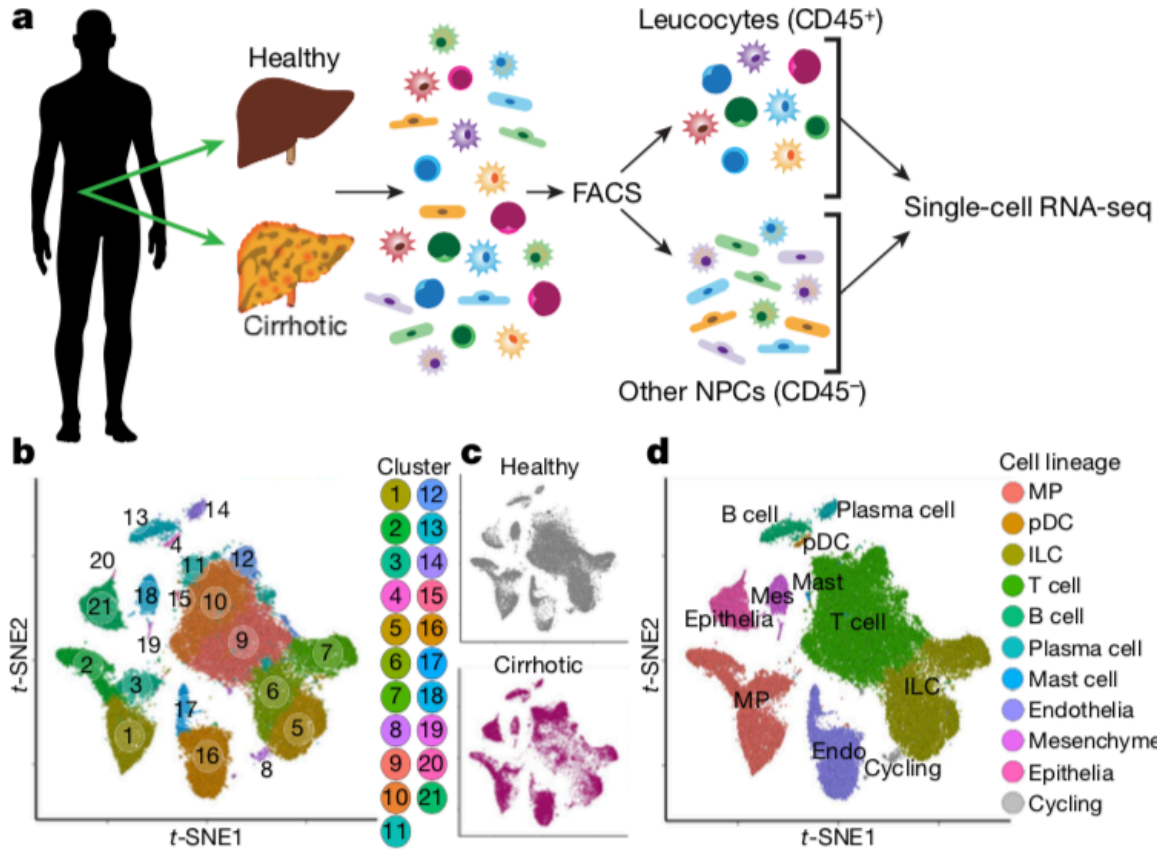 a
Healthy
Cirrhotic
FACS
Leucocytes (CD45⁺)
Other NPCs (CD45⁻)
Single-cell RNA-seq
b
t-SNE2
t-SNE1
13
14
4
20
11
12
21
18
15
10
19
9
7
2
3
6
17
1
16
5
8
Cluster
1 12
2 13
3 14
4 15
5 16
6 17
7 18
8 19
9 20
10 21
11
c
Healthy
Cirrhotic
d
t-SNE2
t-SNE1
B cell
Plasma cell
pDC
Mast
Mes
Epithelia
T cell
MP
ILC
Endo
Cycling
Cell lineage
MP
pDC
ILC
T cell
B cell
Plasma cell
Mast cell
Endothelia
Mesenchyme
Epithelia
Cycling